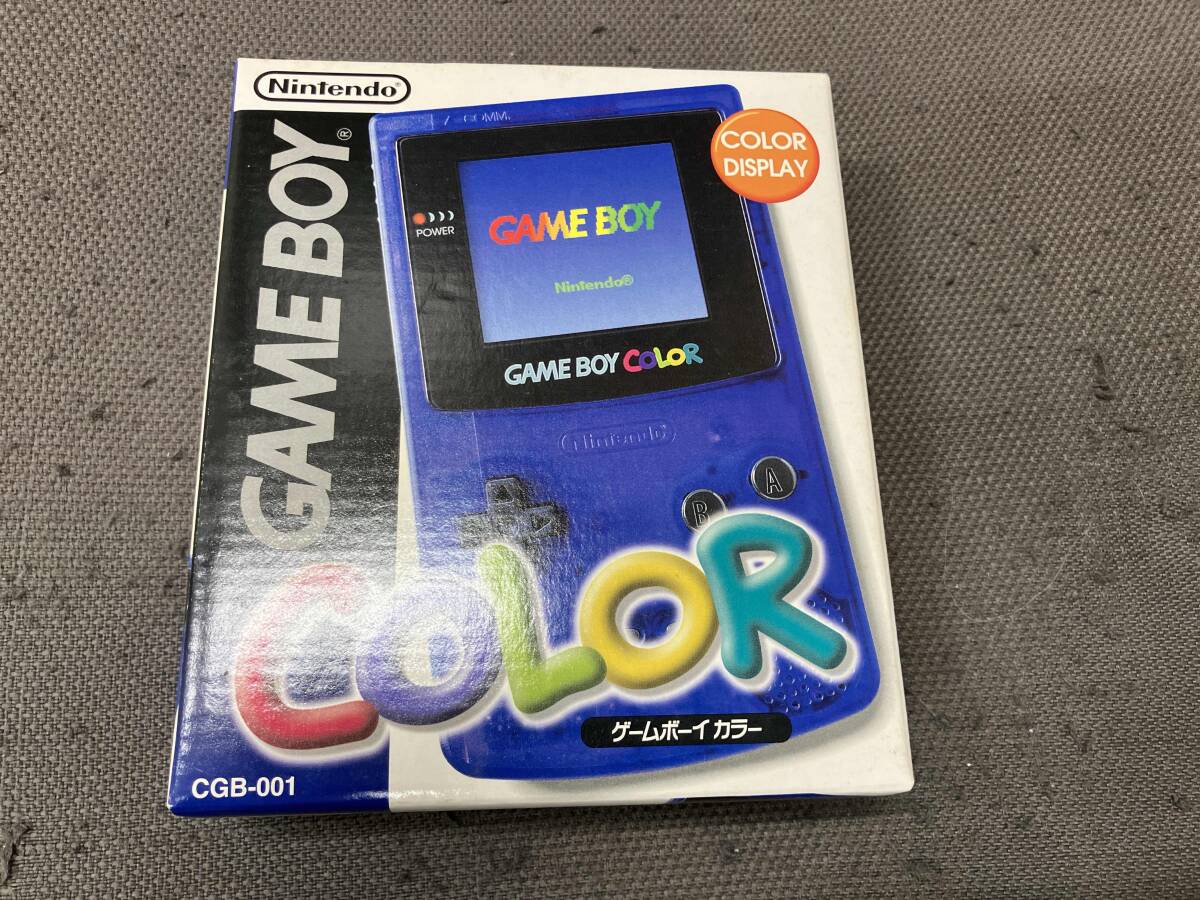 Nintendo®
GAME BOY®
COLOR
DISPLAY
COMM.
POWER
GAME BOY
Nintendo®
GAME BOY COLOR
Nintendo
A
B
COLOR
ゲームボーイ カラー
CGB-001